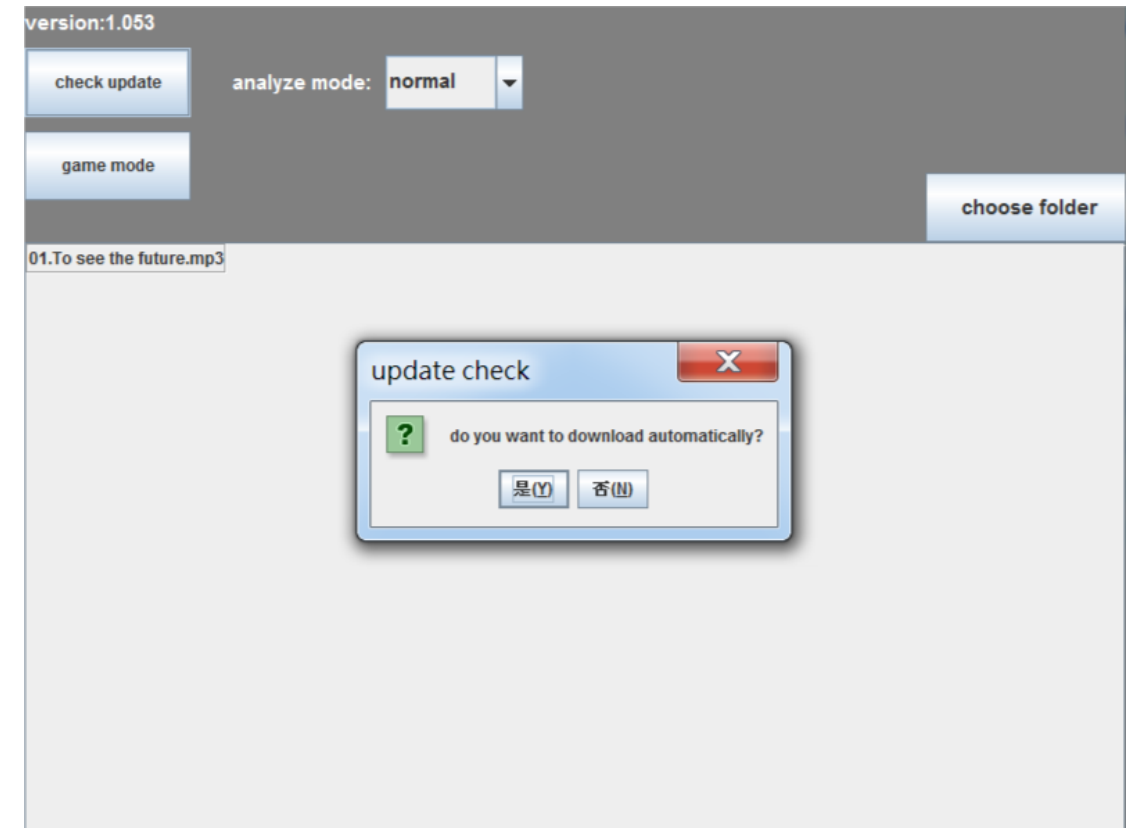 version:1.053
check update
analyze mode: normal
game mode
choose folder
01.To see the future.mp3
update check
X
? do you want to download automatically?
是(Y) 否(N)